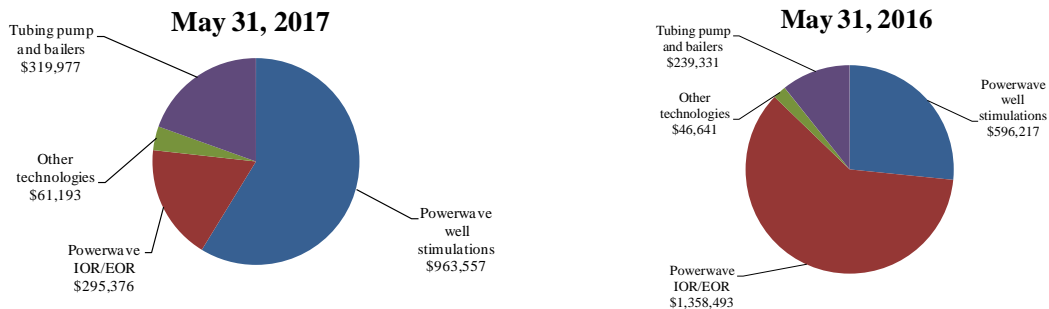 May 31, 2017
Tubing pump
and bailers
$319,977
Other
technologies
$61,193
Powerwave
IOR/EOR
$295,376
Powerwave
well
stimulations
$963,557
May 31, 2016
Tubing pump
and bailers
$239,331
Other
technologies
$46,641
Powerwave
well
stimulations
$596,217
Powerwave
IOR/EOR
$1,358,493